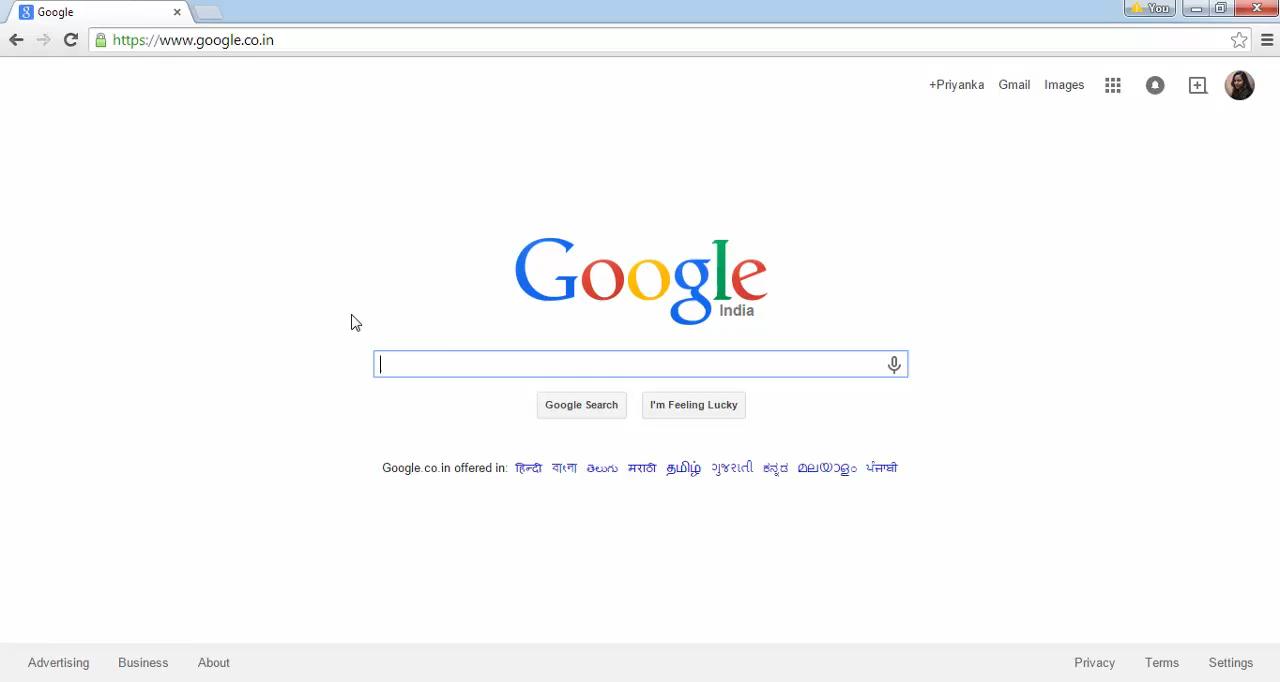 Google
You
https://www.google.co.in
+Priyanka Gmail Images
Google
India
Google Search I'm Feeling Lucky
Google.co.in offered in: हिन्दी বাংলা తెలుగు मराठी தமிழ் ગુજરાતી ಕನ್ನಡ മലയാളം ਪੰਜਾਬੀ
Advertising Business About Privacy Terms Settings